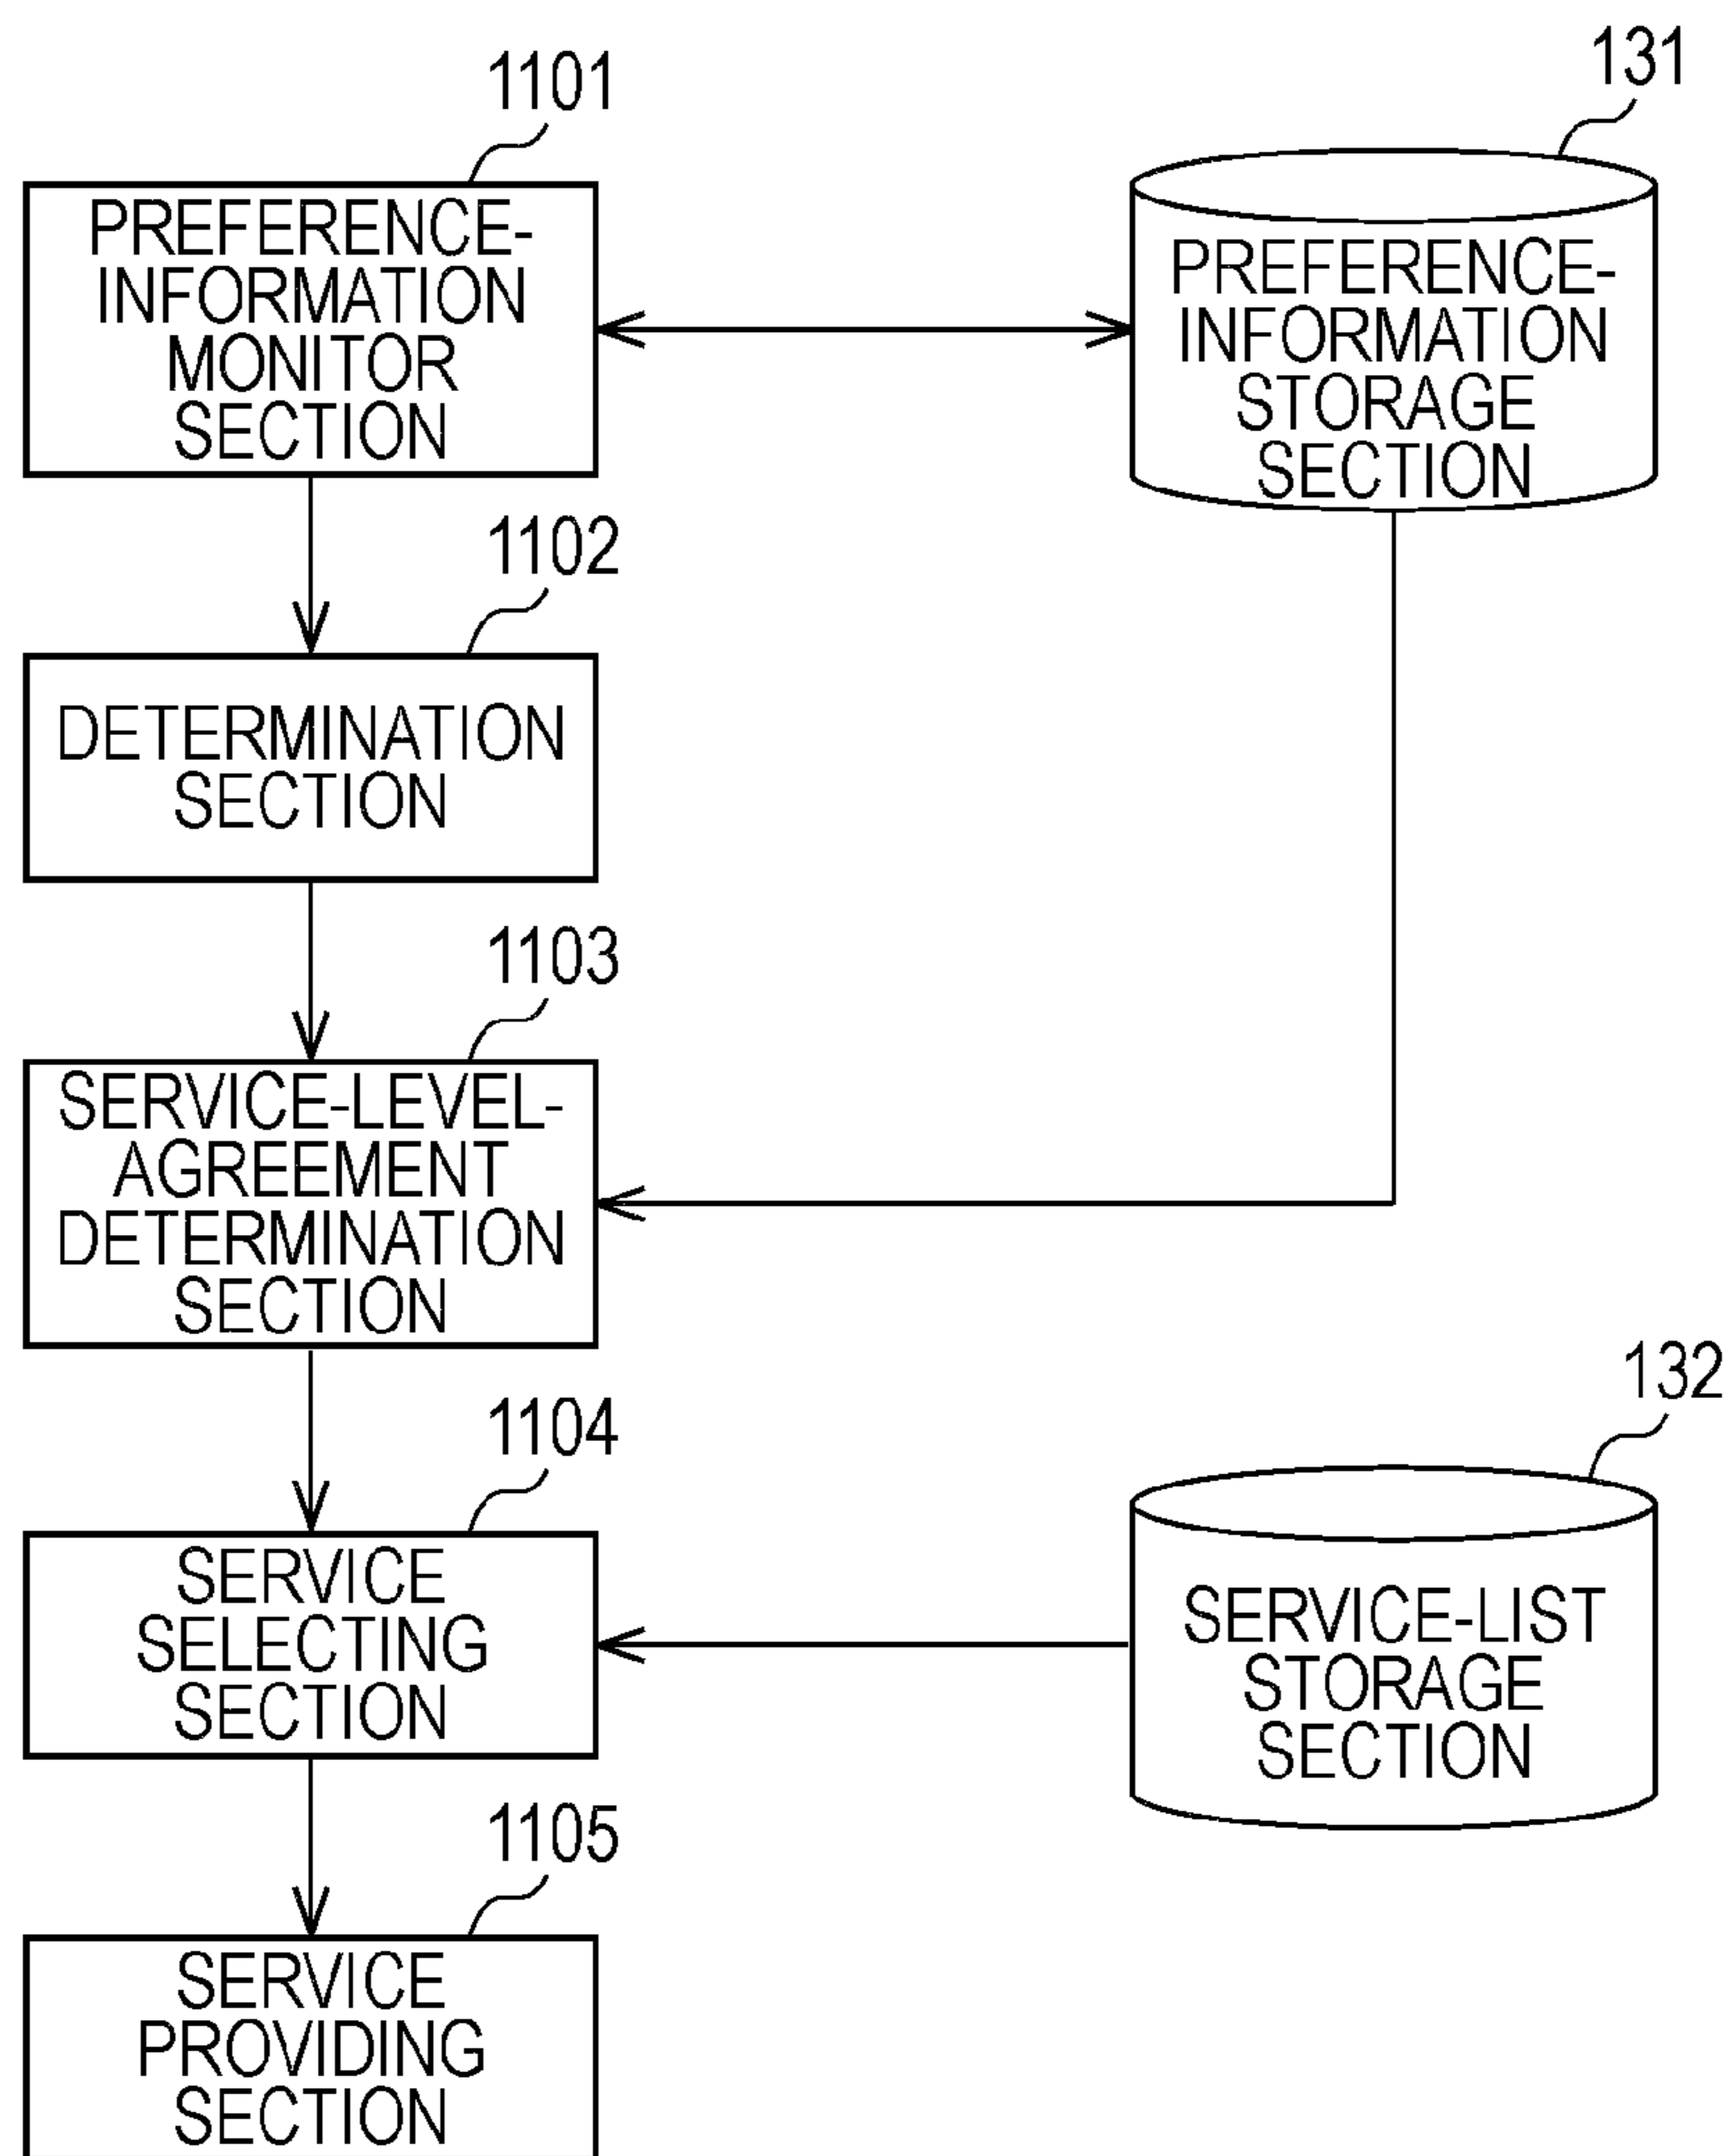 1101
PREFERENCE-
INFORMATION
MONITOR
SECTION
131
PREFERENCE-
INFORMATION
STORAGE
SECTION
1102
DETERMINATION
SECTION
1103
SERVICE-LEVEL-
AGREEMENT
DETERMINATION
SECTION
1104
SERVICE
SELECTING
SECTION
132
SERVICE-LIST
STORAGE
SECTION
1105
SERVICE
PROVIDING
SECTION